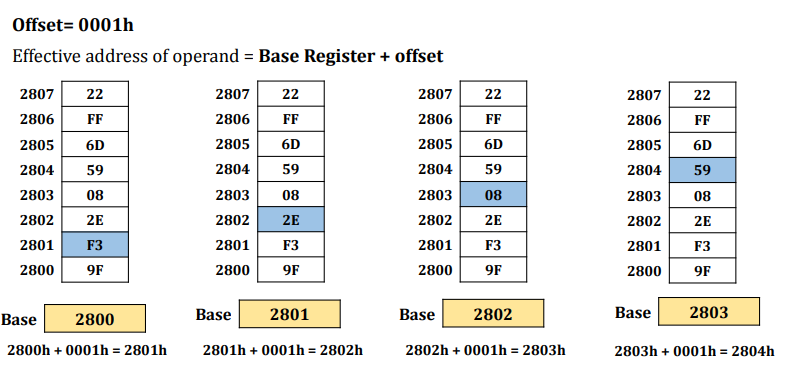 Offset= 0001h
Effective address of operand = Base Register + offset
2807 22 2807 22 2807 22 2807 22
2806 FF 2806 FF 2806 FF 2806 FF
2805 6D 2805 6D 2805 6D 2805 6D
2804 59 2804 59 2804 59 2804 59
2803 08 2803 08 2803 08 2803 08
2802 2E 2802 2E 2802 2E 2802 2E
2801 F3 2801 F3 2801 F3 2801 F3
2800 9F 2800 9F 2800 9F 2800 9F
Base 2800 Base 2801 Base 2802 Base 2803
2800h + 0001h = 2801h 2801h + 0001h = 2802h 2802h + 0001h = 2803h 2803h + 0001h = 2804h